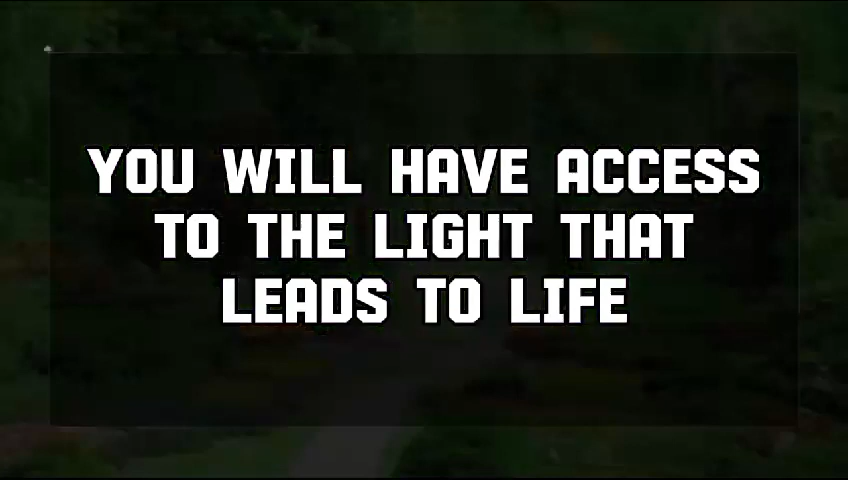 YOU WILL HAVE ACCESS
TO THE LIGHT THAT
LEADS TO LIFE